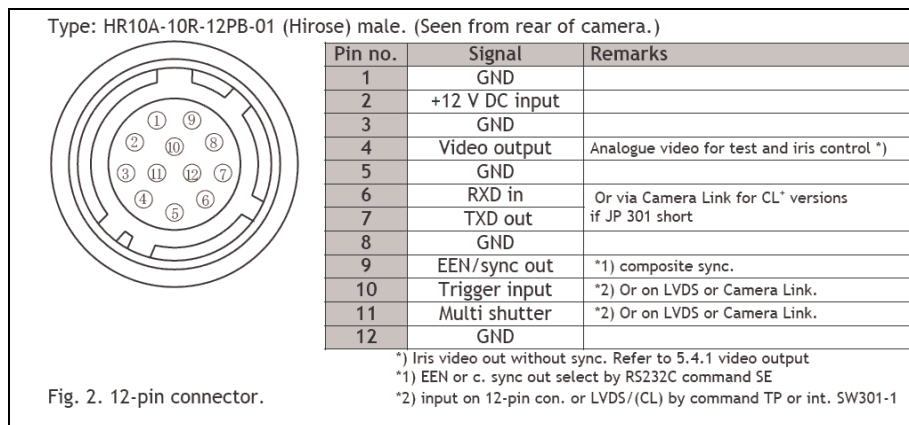 Type: HR10A-10R-12PB-01 (Hirose) male. (Seen from rear of camera.)
① ⑨
② ⑩ ⑧
③ ⑪ ⑫ ⑦
④ ⑤ ⑥
Pin no. Signal Remarks
1 GND
2 +12 V DC input
3 GND
4 Video output Analogue video for test and iris control *)
5 GND
6 RXD in Or via Camera Link for CL* versions
7 TXD out if JP 301 short
8 GND
9 EEN/sync out *1) composite sync.
10 Trigger input *2) Or on LVDS or Camera Link.
11 Multi shutter *2) Or on LVDS or Camera Link.
12 GND
*) Iris video out without sync. Refer to 5.4.1 video output
*1) EEN or c. sync out select by RS232C command SE
*2) input on 12-pin con. or LVDS/(CL) by command TP or int. SW301-1
Fig. 2. 12-pin connector.